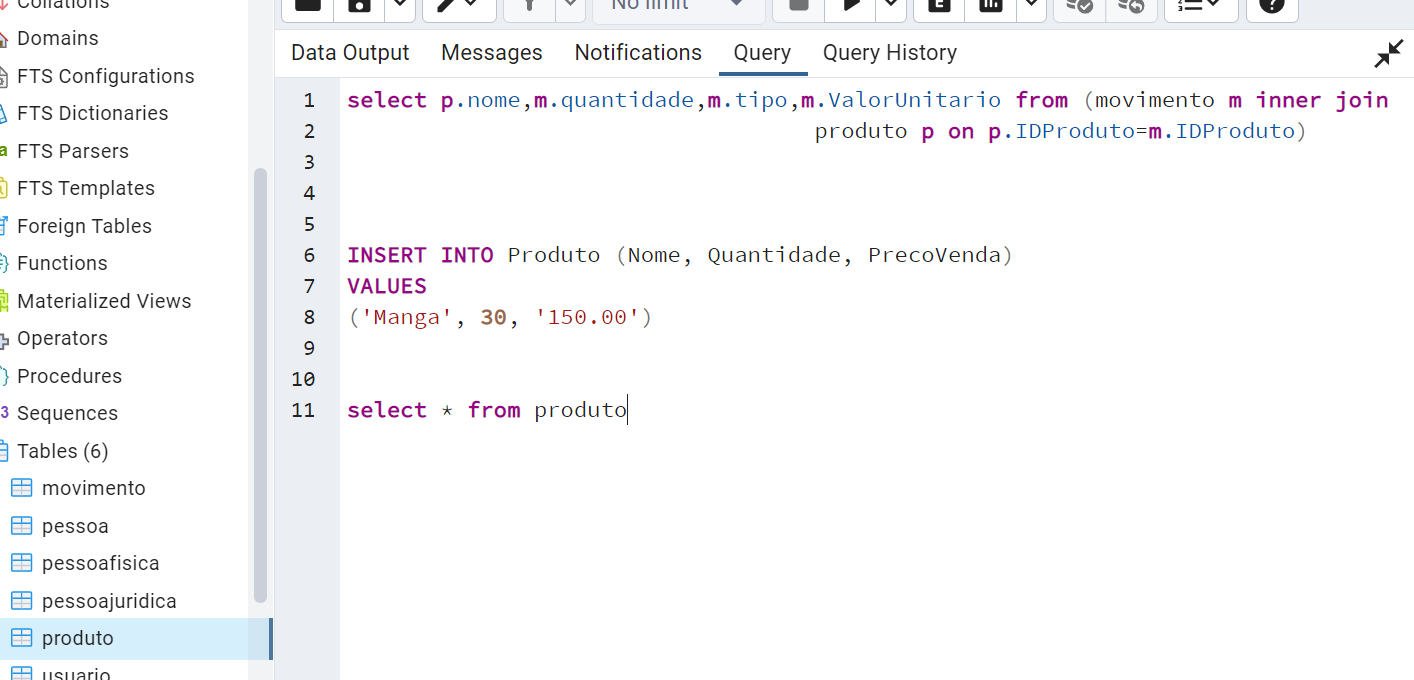 Collations
Domains
FTS Configurations
FTS Dictionaries
FTS Parsers
FTS Templates
Foreign Tables
Functions
Materialized Views
Operators
Procedures
Sequences
Tables (6)
movimento
pessoa
pessoafisica
pessoajuridica
produto
usuario
No limit
Data Output Messages Notifications Query Query History
1 select p.nome,m.quantidade,m.tipo,m.ValorUnitario from (movimento m inner join
2 produto p on p.IDProduto=m.IDProduto)
3
4
5
6 INSERT INTO Produto (Nome, Quantidade, PrecoVenda)
7 VALUES
8 ('Manga', 30, '150.00')
9
10
11 select * from produto